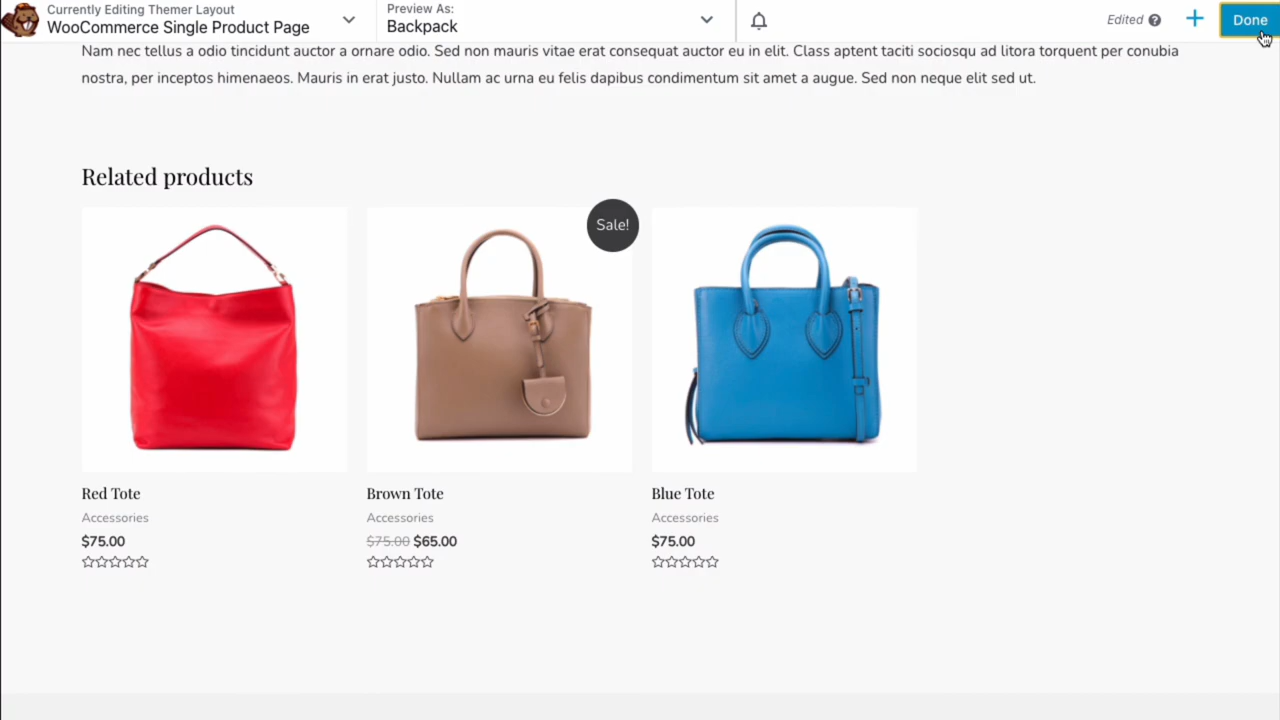 Currently Editing Themer Layout
WooCommerce Single Product Page
Preview As:
Backpack
Edited
Done
Nam nec tellus a odio tincidunt auctor a ornare odio. Sed non mauris vitae erat consequat auctor eu in elit. Class aptent taciti sociosqu ad litora torquent per conubia
nostra, per inceptos himenaeos. Mauris in erat justo. Nullam ac urna eu felis dapibus condimentum sit amet a augue. Sed non neque elit sed ut.
Related products
Sale!
Red Tote
Accessories
$75.00
Brown Tote
Accessories
$75.00 $65.00
Blue Tote
Accessories
$75.00